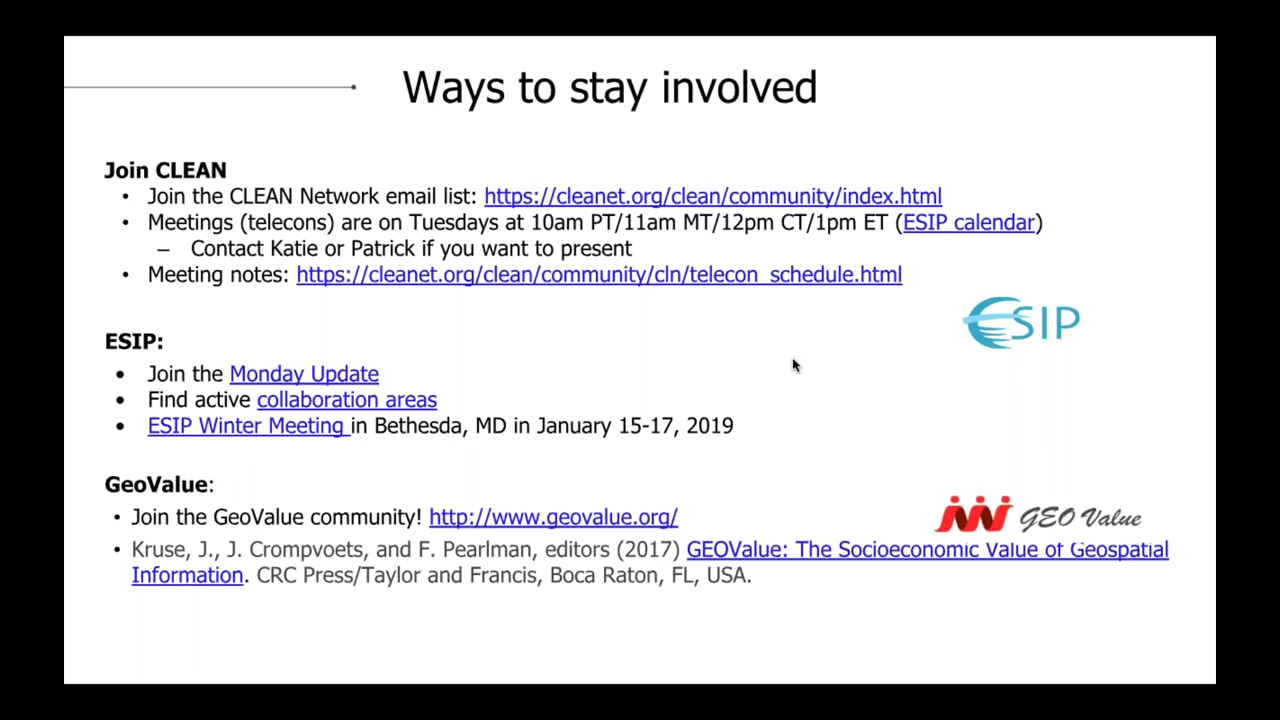 Ways to stay involved
Join CLEAN
• Join the CLEAN Network email list: https://cleanet.org/clean/community/index.html
• Meetings (telecons) are on Tuesdays at 10am PT/11am MT/12pm CT/1pm ET (ESIP calendar)
– Contact Katie or Patrick if you want to present
• Meeting notes: https://cleanet.org/clean/community/cln/telecon_schedule.html
ESIP
ESIP:
• Join the Monday Update
• Find active collaboration areas
• ESIP Winter Meeting in Bethesda, MD in January 15-17, 2019
GeoValue:
• Join the GeoValue community! http://www.geovalue.org/
GEO Value
• Kruse, J., J. Crompvoets, and F. Pearlman, editors (2017) GEOValue: The Socioeconomic Value of Geospatial
Information. CRC Press/Taylor and Francis, Boca Raton, FL, USA.